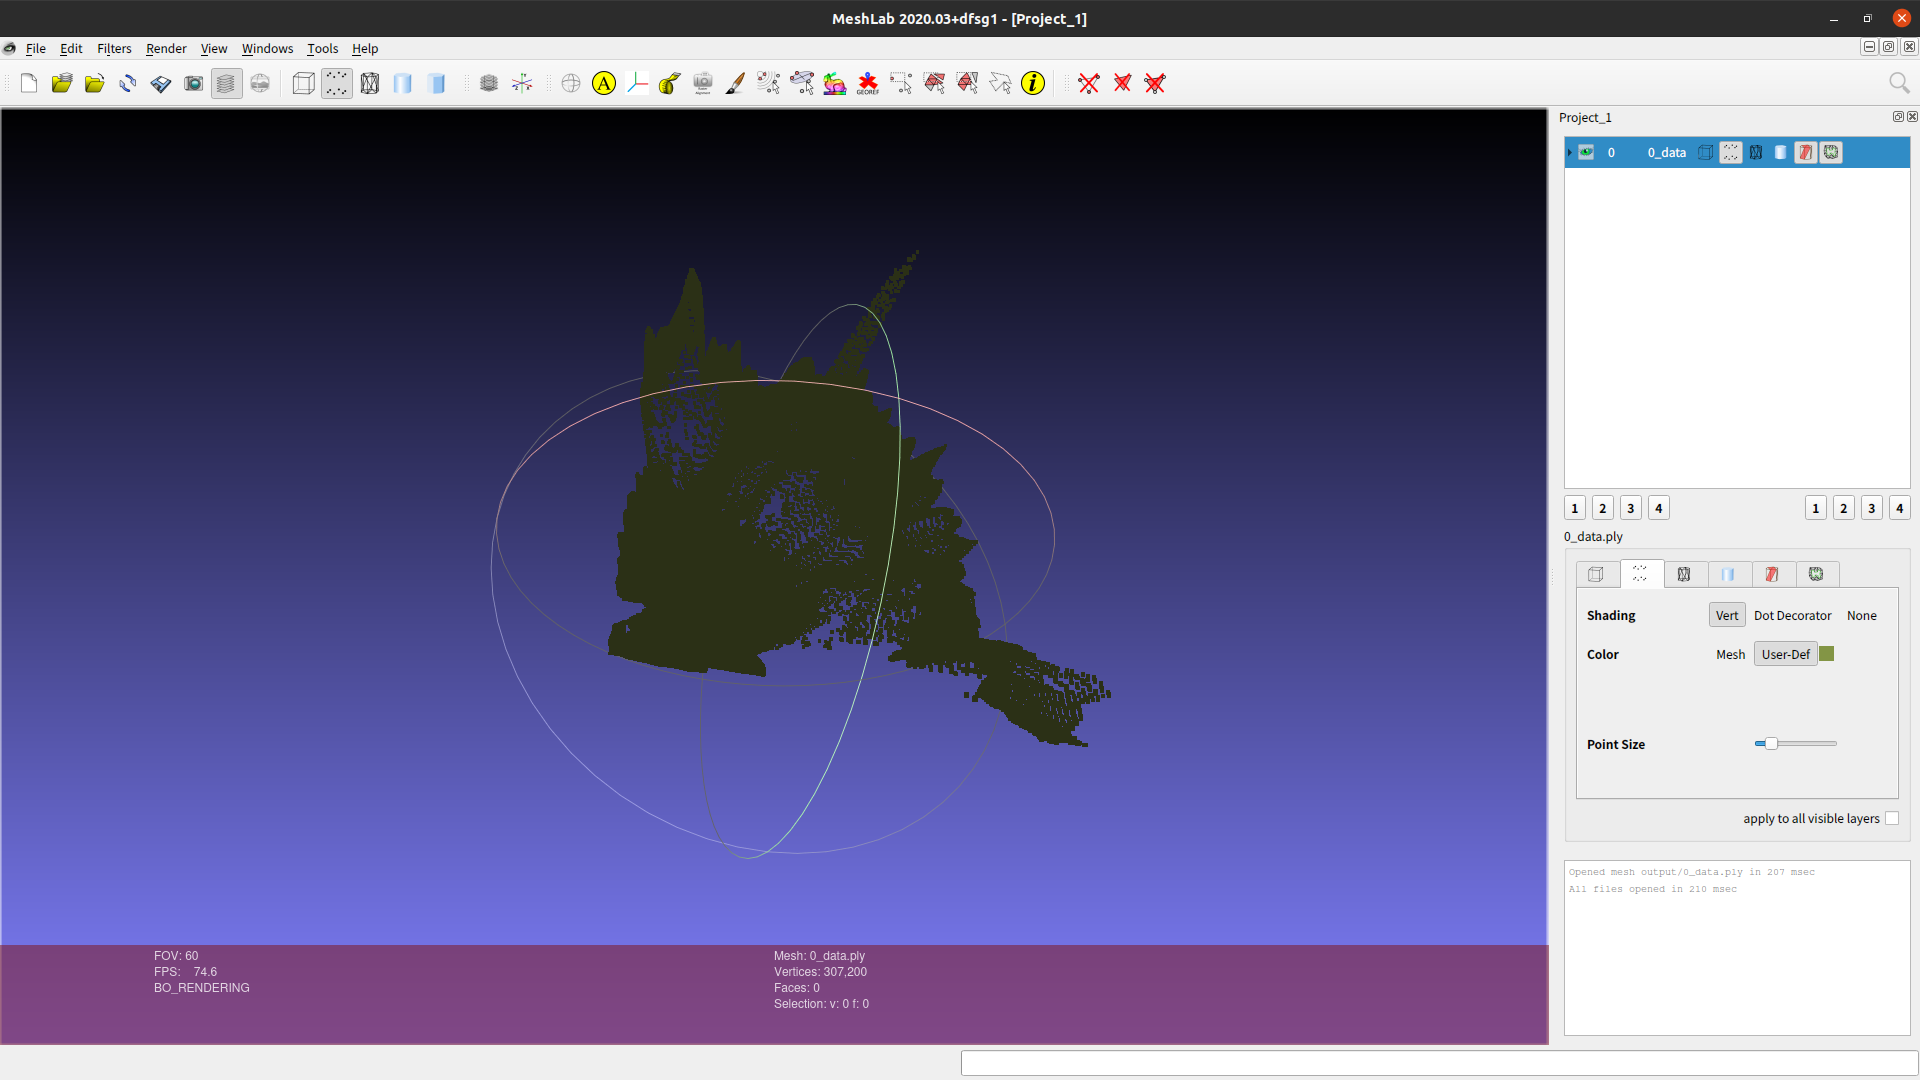 MeshLab 2020.03+dfsg1 - [Project_1]
File Edit Filters Render View Windows Tools Help
A
GEOREF
i
Project_1
0 0_data
1 2 3 4 1 2 3 4
0_data.ply
Shading Vert Dot Decorator None
Color Mesh User-Def
Point Size
apply to all visible layers
Opened mesh output/0_data.ply in 207 msec
All files opened in 210 msec
FOV: 60
FPS: 74.6
BO_RENDERING
Mesh: 0_data.ply
Vertices: 307,200
Faces: 0
Selection: v: 0 f: 0